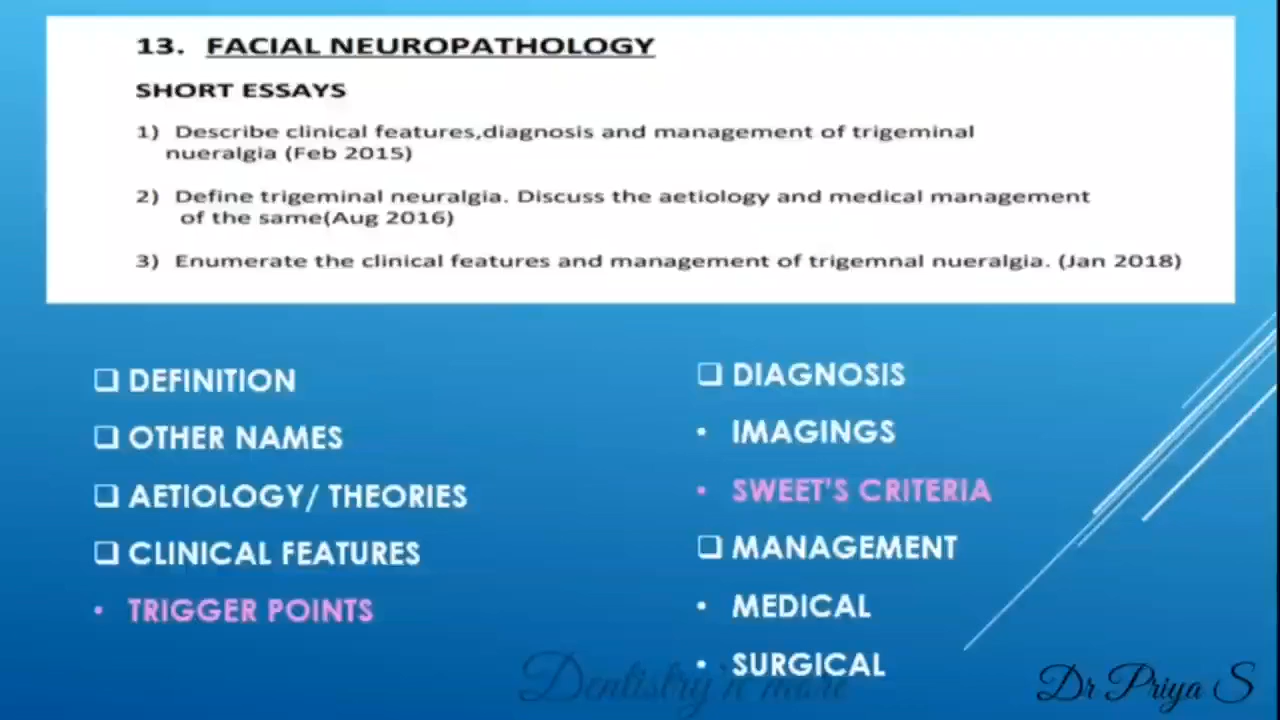 13. FACIAL NEUROPATHOLOGY
SHORT ESSAYS
1) Describe clinical features,diagnosis and management of trigeminal
nueralgia (Feb 2015)
2) Define trigeminal neuralgia. Discuss the aetiology and medical management
of the same(Aug 2016)
3) Enumerate the clinical features and management of trigemnal nueralgia. (Jan 2018)
❑ DEFINITION
❑ OTHER NAMES
❑ AETIOLOGY/ THEORIES
❑ CLINICAL FEATURES
• TRIGGER POINTS
❑ DIAGNOSIS
• IMAGINGS
• SWEET'S CRITERIA
❑ MANAGEMENT
• MEDICAL
• SURGICAL
Dentistry n more
Dr Priya S